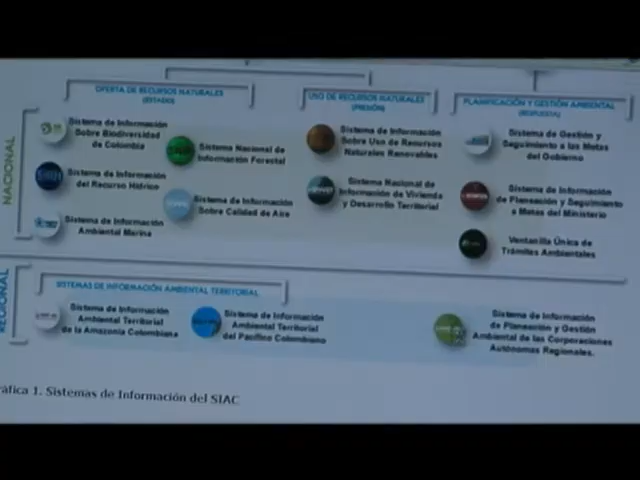 OFERTA DE RECURSOS NATURALES
(ESTADO)
USO DE RECURSOS NATURALES
(PRESIÓN)
PLANIFICACIÓN Y GESTIÓN AMBIENTAL
(RESPUESTA)
NACIONAL
Sistema de Información
Sobre Biodiversidad
de Colombia
Sistema Nacional de
Información Forestal
Sistema de Información
del Recurso Hídrico
Sistema de Información
Sobre Calidad de Aire
Sistema de Información
Ambiental Marina
Sistema de Información
Sobre Uso de Recursos
Naturales Renovables
Sistema Nacional de
Información de Vivienda
y Desarrollo Territorial
Sistema de Gestión y
Seguimiento a las Metas
del Gobierno
Sistema de Información
de Planeación y Seguimiento
a Metas del Ministerio
Ventanilla Única de
Trámites Ambientales
REGIONAL
SISTEMAS DE INFORMACIÓN AMBIENTAL TERRITORIAL
Sistema de Información
Ambiental Territorial
de la Amazonia Colombiana
Sistema de Información
Ambiental Territorial
del Pacífico Colombiano
Sistema de Información
de Planeación y Gestión
Ambiental de las Corporaciones
Autónomas Regionales.
ráfica 1. Sistemas de Información del SIAC